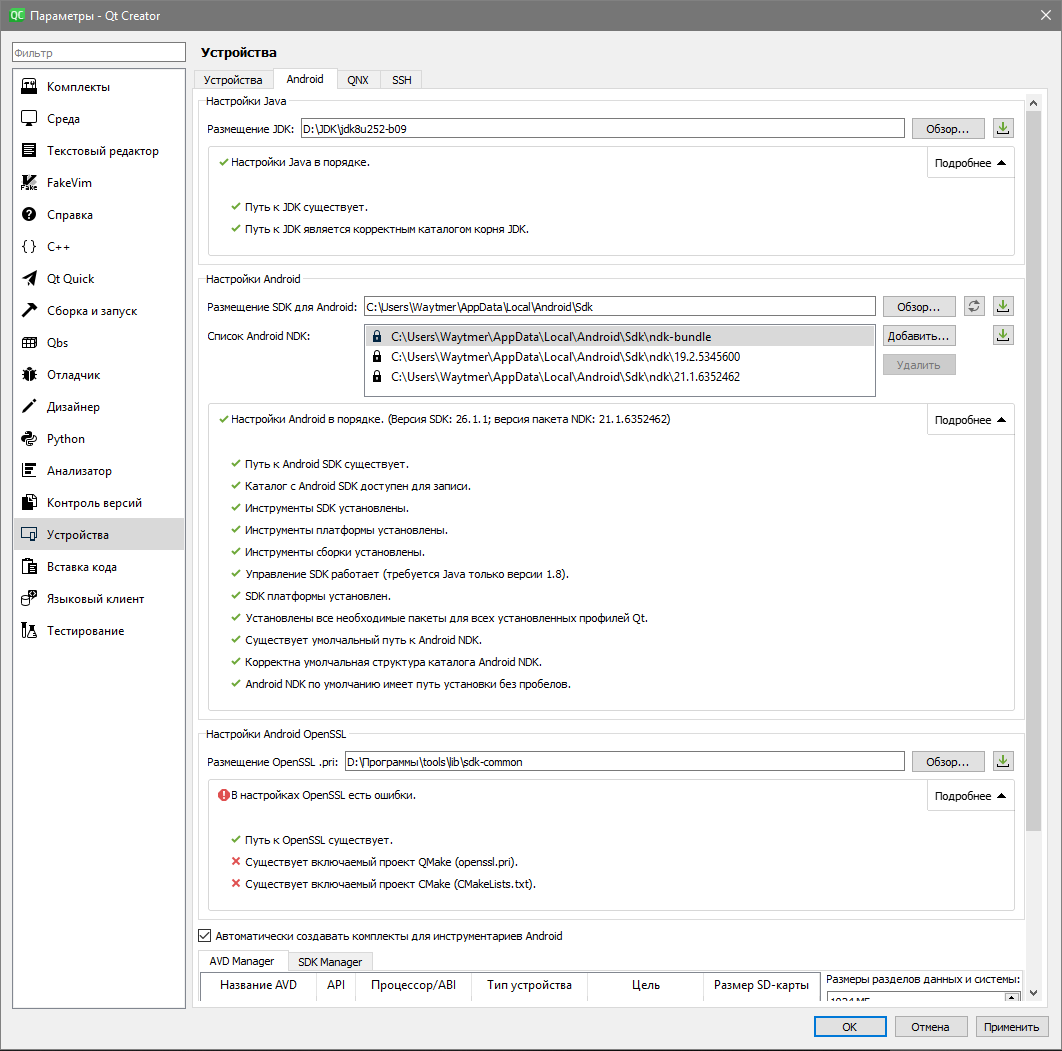 QC Параметры - Qt Creator
Фильтр
Комплекты
Среда
Текстовый редактор
Fake
FakeVim
Справка
C++
Qt Quick
Сборка и запуск
Qbs
Отладчик
Дизайнер
Python
Анализатор
Контроль версий
Устройства
Вставка кода
Языковый клиент
Тестирование
Устройства
Устройства Android QNX SSH
Настройки Java
Размещение JDK: D:\JDK\jdk8u252-b09 Обзор...
Настройки Java в порядке. Подробнее
Путь к JDK существует.
Путь к JDK является корректным каталогом корня JDK.
Настройки Android
Размещение SDK для Android: C:\Users\Waytmer\AppData\Local\Android\Sdk Обзор...
Список Android NDK: C:\Users\Waytmer\AppData\Local\Android\Sdk\ndk-bundle Добавить...
C:\Users\Waytmer\AppData\Local\Android\Sdk\ndk\19.2.5345600
Удалить
C:\Users\Waytmer\AppData\Local\Android\Sdk\ndk\21.1.6352462
Настройки Android в порядке. (Версия SDK: 26.1.1; версия пакета NDK: 21.1.6352462) Подробнее
Путь к Android SDK существует.
Каталог с Android SDK доступен для записи.
Инструменты SDK установлены.
Инструменты платформы установлены.
Инструменты сборки установлены.
Управление SDK работает (требуется Java только версии 1.8).
SDK платформы установлен.
Установлены все необходимые пакеты для всех установленных профилей Qt.
Существует умолчальный путь к Android NDK.
Корректна умолчальная структура каталога Android NDK.
Android NDK по умолчанию имеет путь установки без пробелов.
Настройки Android OpenSSL
Размещение OpenSSL .pri: D:\Программы\tools\lib\sdk-common Обзор...
В настройках OpenSSL есть ошибки. Подробнее
Путь к OpenSSL существует.
Существует включаемый проект QMake (openssl.pri).
Существует включаемый проект CMake (CMakeLists.txt).
Автоматически создавать комплекты для инструментариев Android
AVD Manager SDK Manager
Название AVD API Процессор/ABI Тип устройства Цель Размер SD-карты Размеры разделов данных и системы:
1024 МБ
OK Отмена Применить